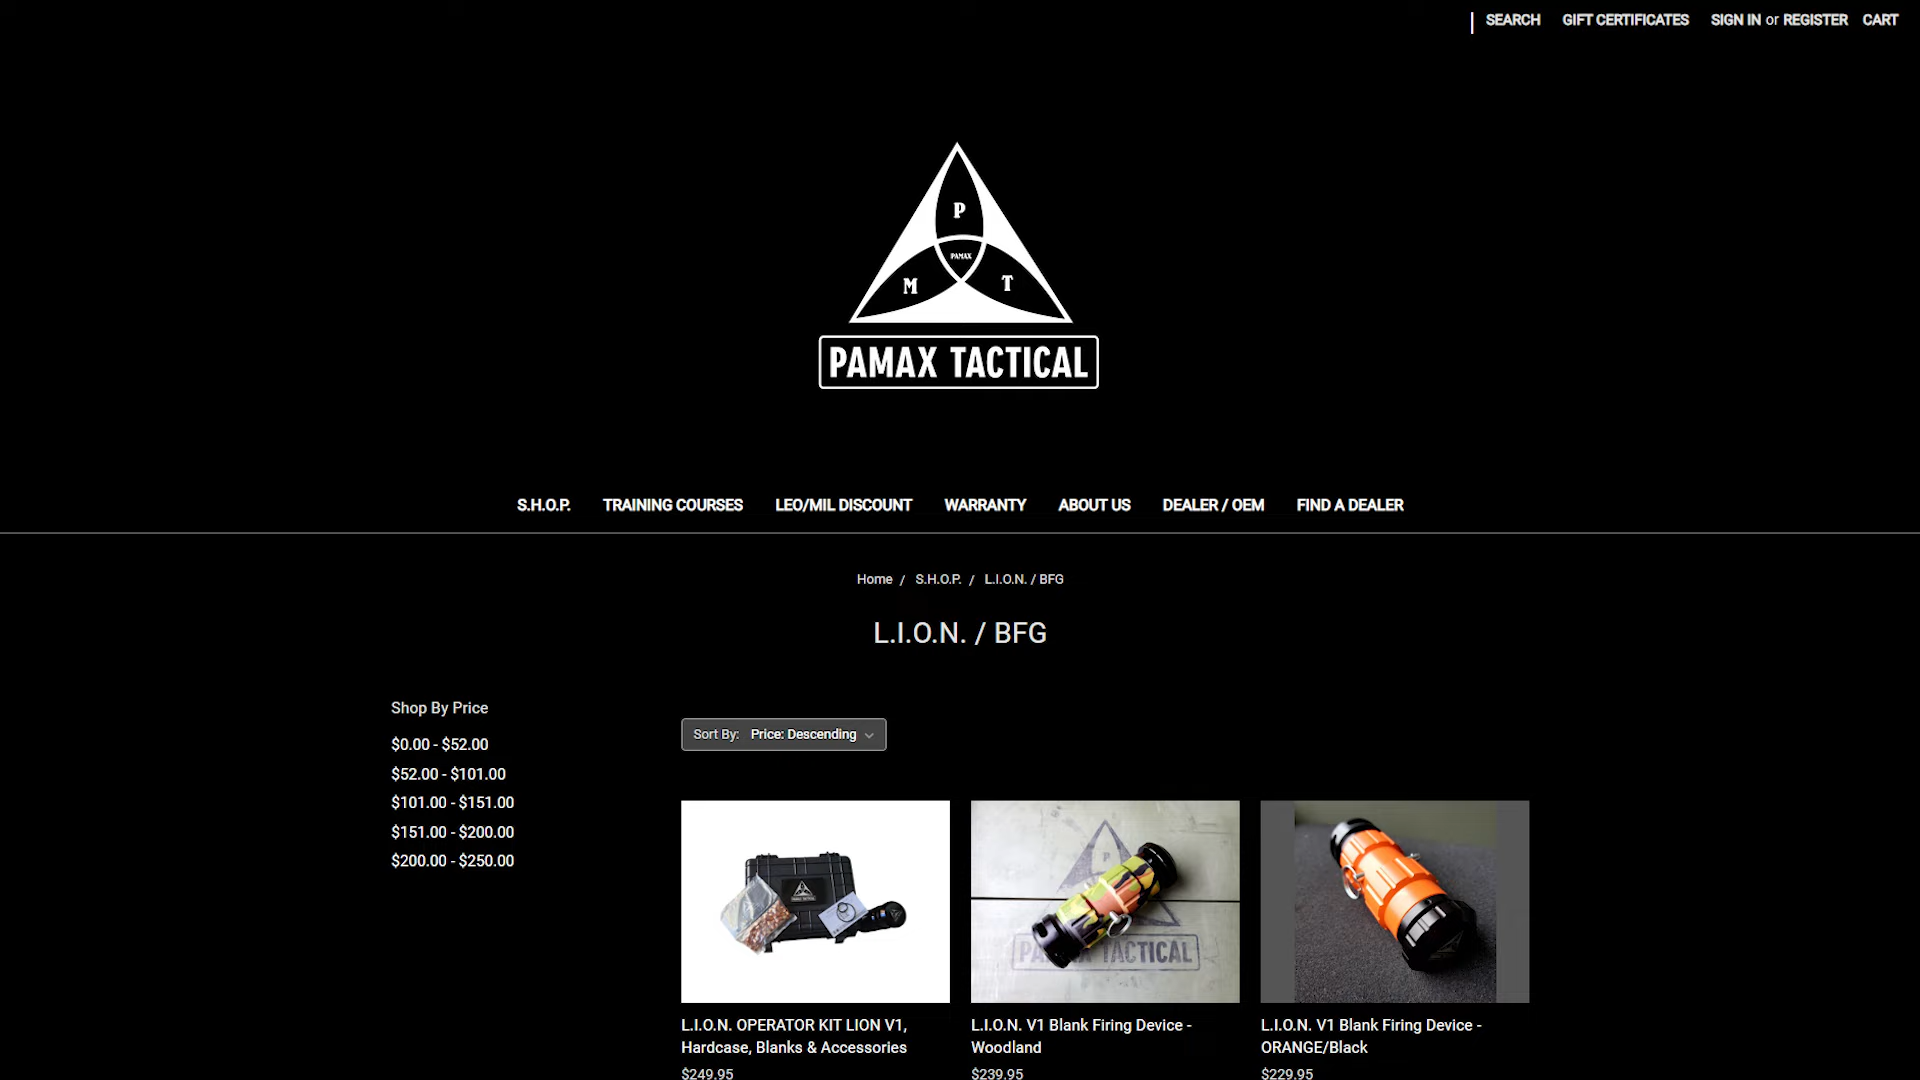 SEARCH GIFT CERTIFICATES SIGN IN or REGISTER CART
P
PAMAX
M T
PAMAX TACTICAL
S.H.O.P. TRAINING COURSES LEO/MIL DISCOUNT WARRANTY ABOUT US DEALER / OEM FIND A DEALER
Home / S.H.O.P. / L.I.O.N. / BFG
L.I.O.N. / BFG
Shop By Price
$0.00 - $52.00
$52.00 - $101.00
$101.00 - $151.00
$151.00 - $200.00
$200.00 - $250.00
Sort By: Price: Descending
PAMAX TACTICAL
P
PAMAX TACTICAL
L.I.O.N. OPERATOR KIT LION V1,
Hardcase, Blanks & Accessories
$249.95
L.I.O.N. V1 Blank Firing Device -
Woodland
$239.95
L.I.O.N. V1 Blank Firing Device -
ORANGE/Black
$229.95